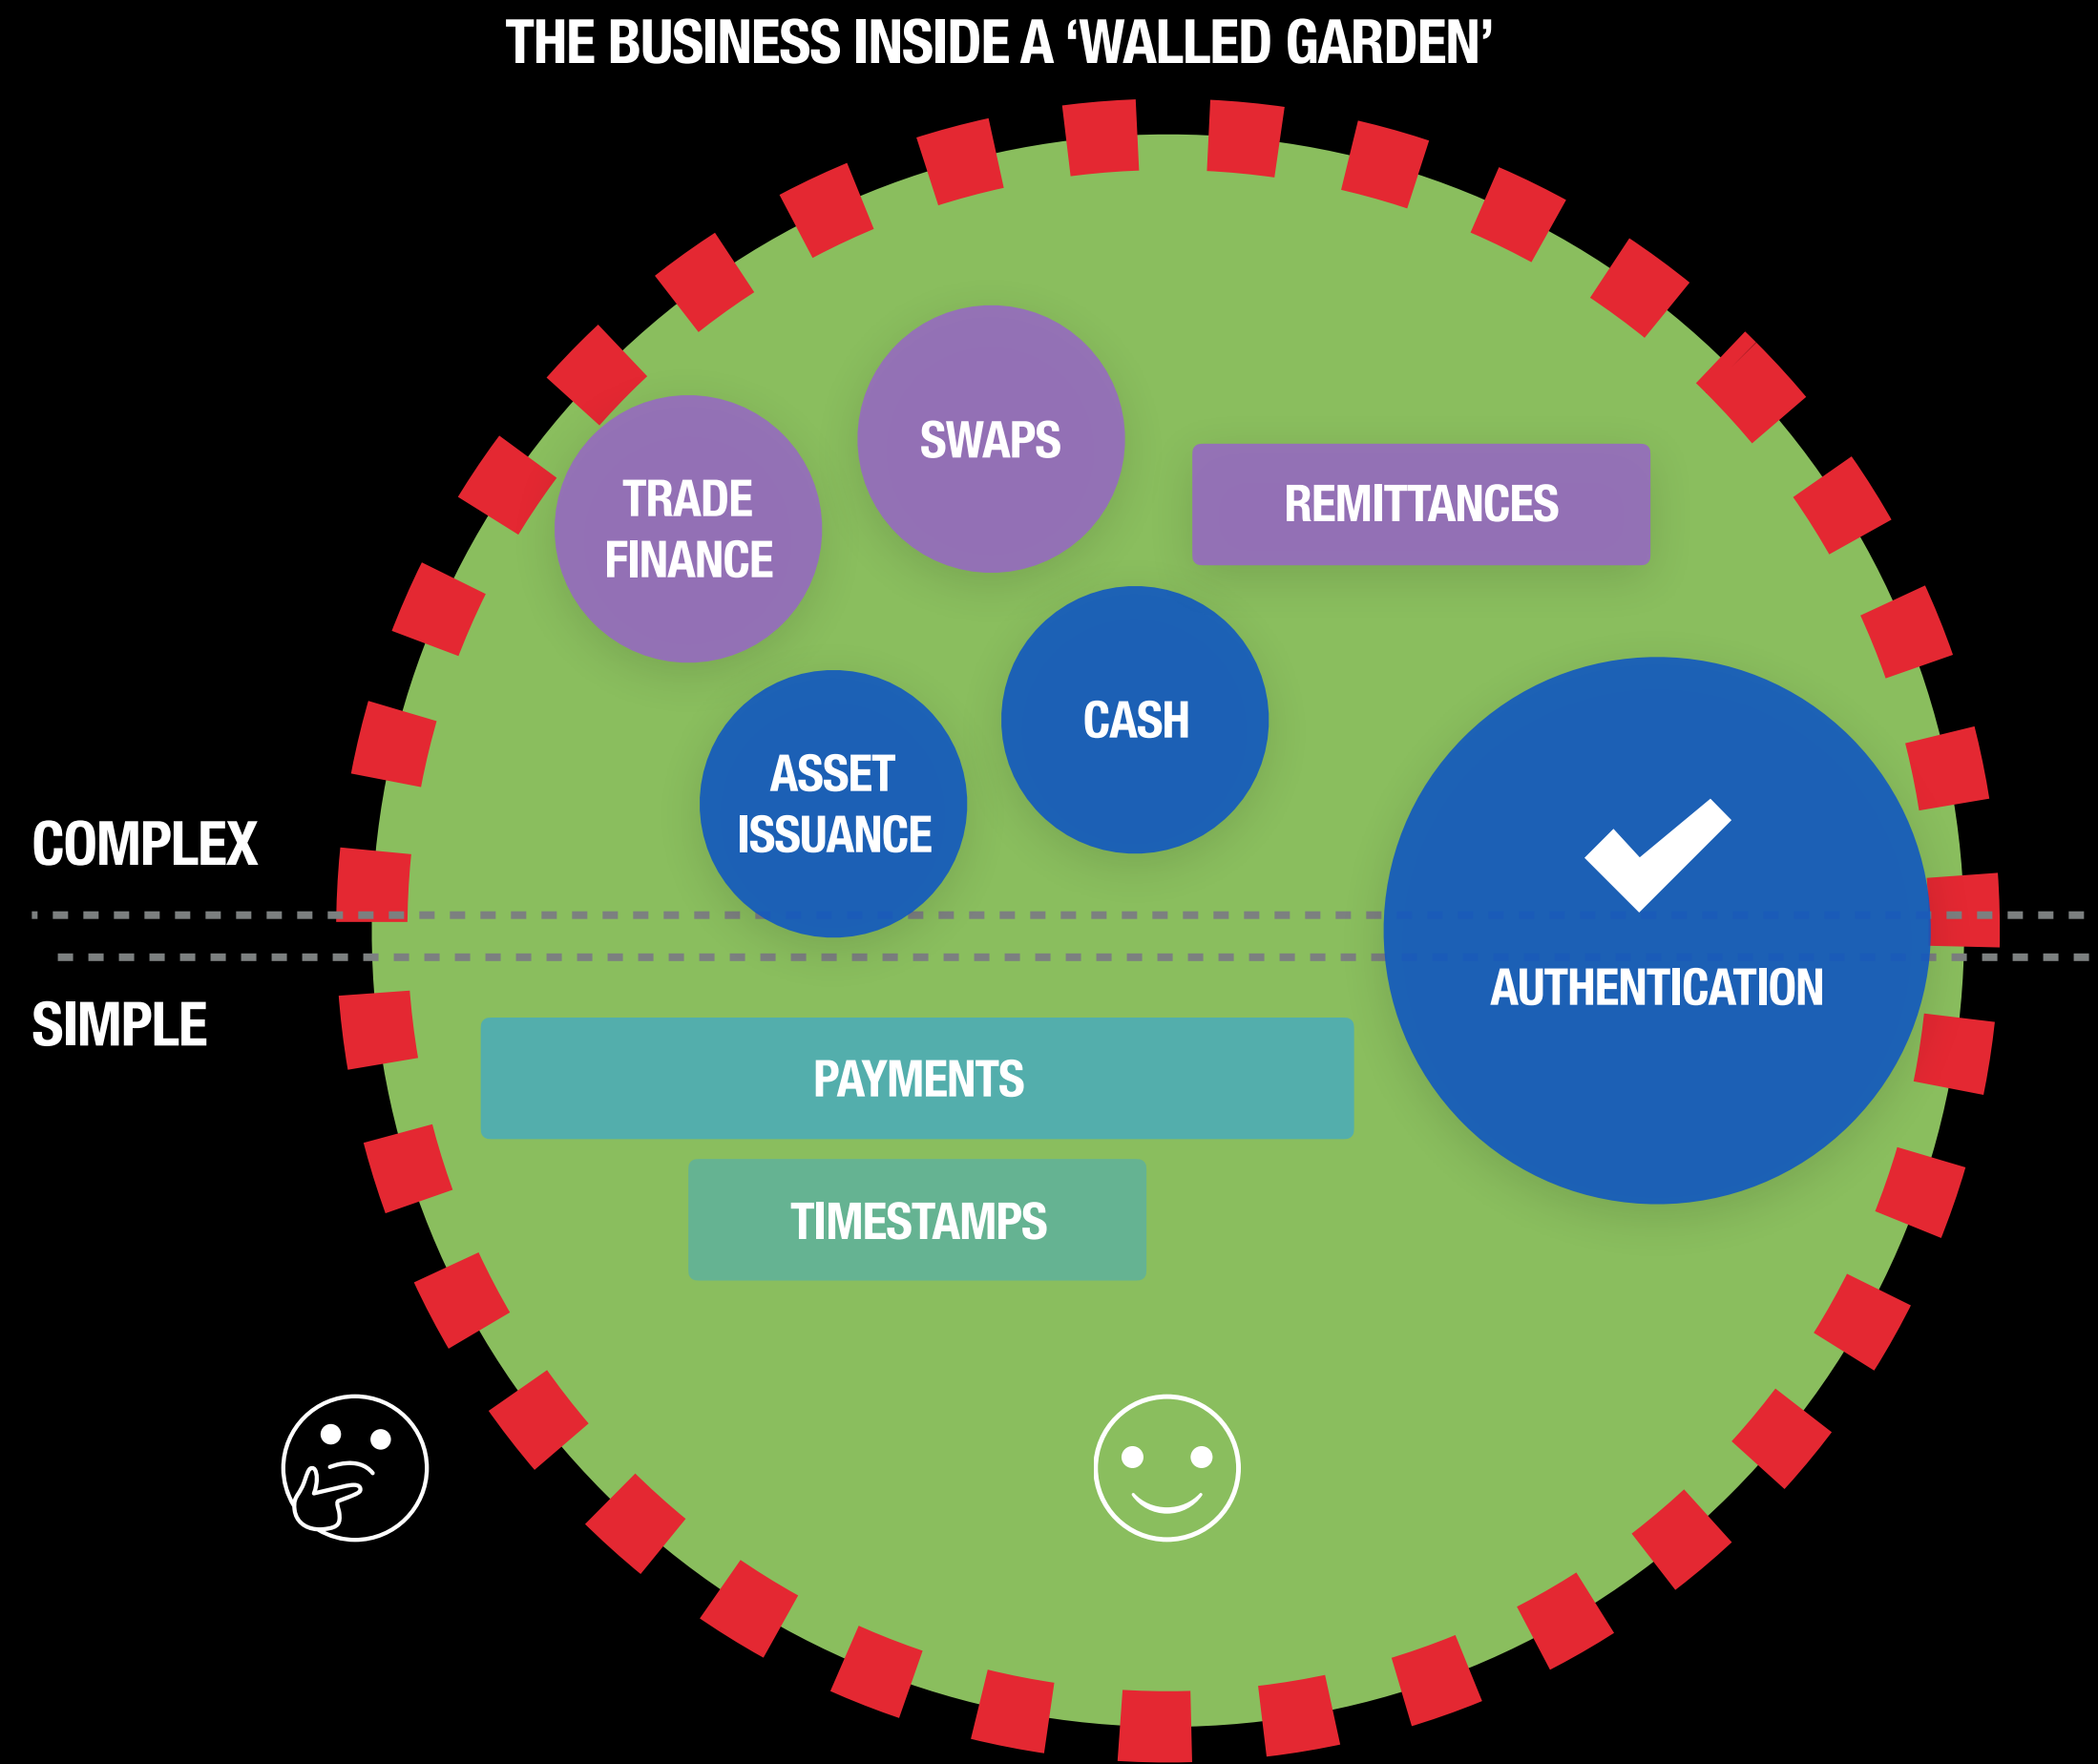 THE BUSINESS INSIDE A ‘WALLED GARDEN’
SWAPS
TRADE
FINANCE
REMITTANCES
CASH
ASSET
ISSUANCE
COMPLEX
AUTHENTICATION
SIMPLE
PAYMENTS
TIMESTAMPS